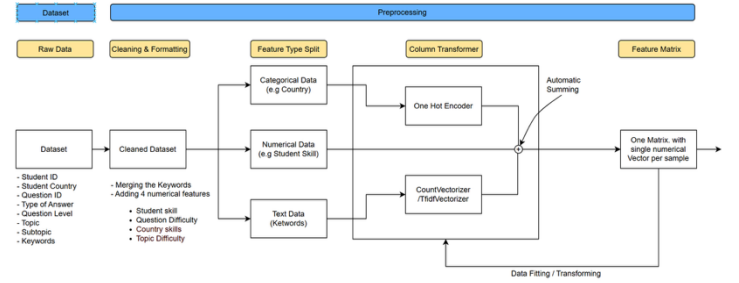 Dataset
Preprocessing
Raw Data
Cleaning & Formatting
Feature Type Split
Column Transformer
Feature Matrix
Categorical Data
(e.g Country)
One Hot Encoder
Automatic
Summing
Dataset
Cleaned Dataset
Numerical Data
(e.g Student Skill)
One Matrix. with
single numerical
Vector per sample
- Student ID
- Student Country
- Question ID
- Type of Answer
- Question Level
- Topic
- Subtopic
- Keywords
- Merging the Keywords
- Adding 4 numerical features
• Student skill
• Question Difficulty
• Country skills
• Topic Difficulty
Text Data
(Ketwords)
CountVectorizer
/TfidfVectorizer
Data Fitting / Transforming